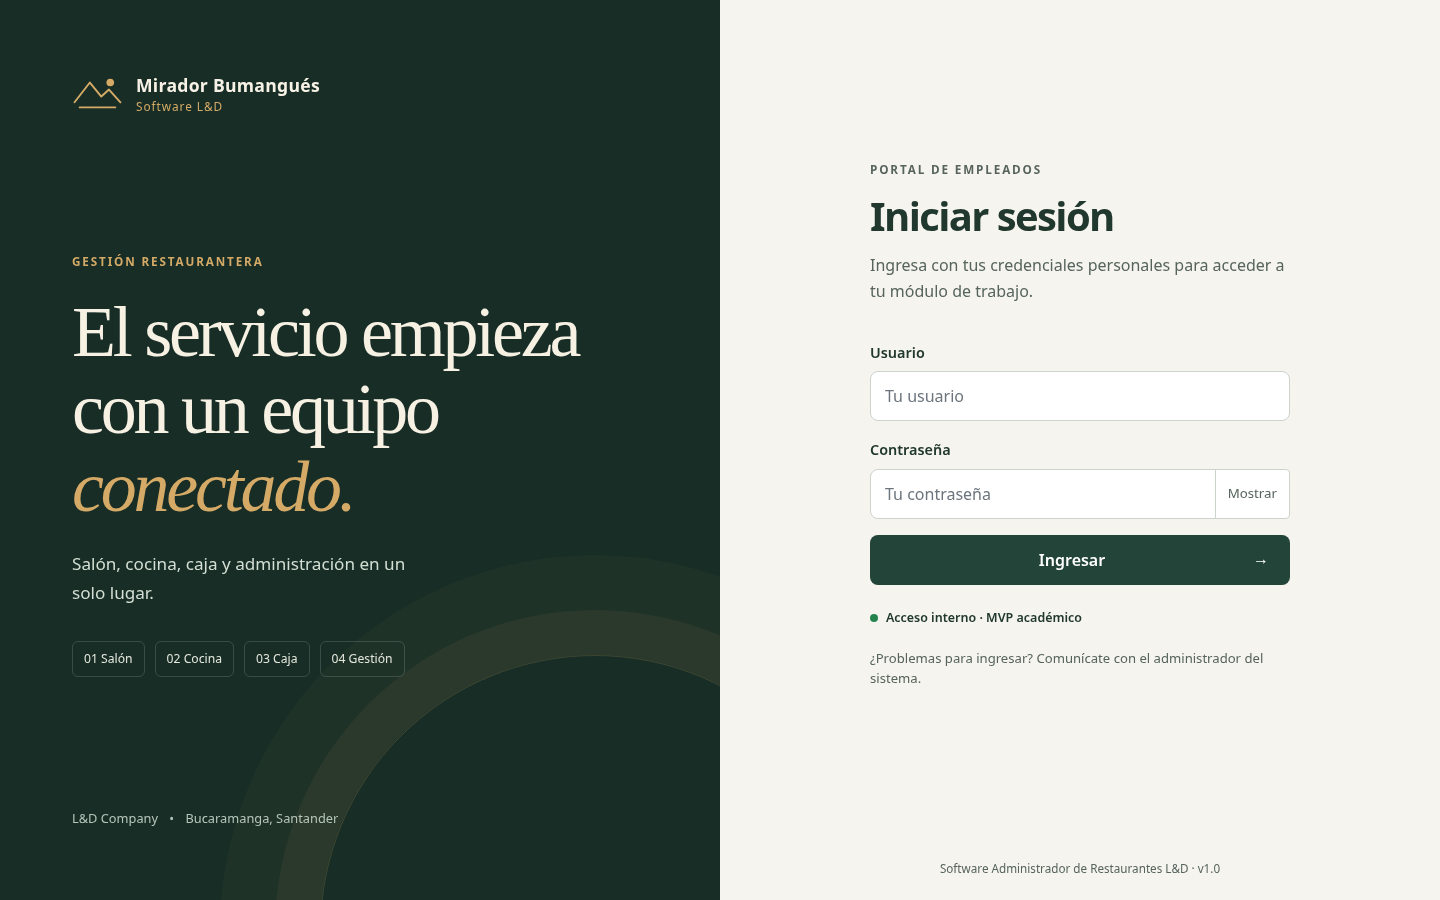 Mirador Bumangués
Software L&D
GESTIÓN RESTAURANTERA
El servicio empieza
con un equipo
conectado.
Salón, cocina, caja y administración en un
solo lugar.
01 Salón
02 Cocina
03 Caja
04 Gestión
L&D Company • Bucaramanga, Santander
PORTAL DE EMPLEADOS
Iniciar sesión
Ingresa con tus credenciales personales para acceder a
tu módulo de trabajo.
Usuario
Tu usuario
Contraseña
Tu contraseña
Mostrar
Ingresar →
Acceso interno · MVP académico
¿Problemas para ingresar? Comunícate con el administrador del
sistema.
Software Administrador de Restaurantes L&D · v1.0